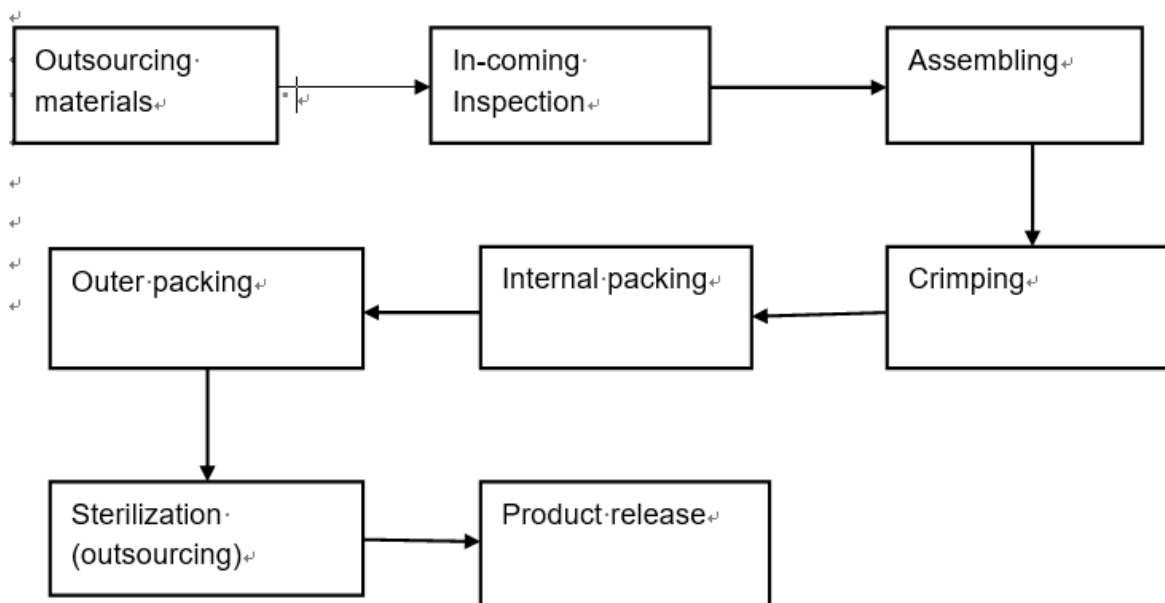 Outsourcing
materials
In-coming
Inspection
Assembling
Crimping
Internal packing
Outer packing
Sterilization
(outsourcing)
Product release